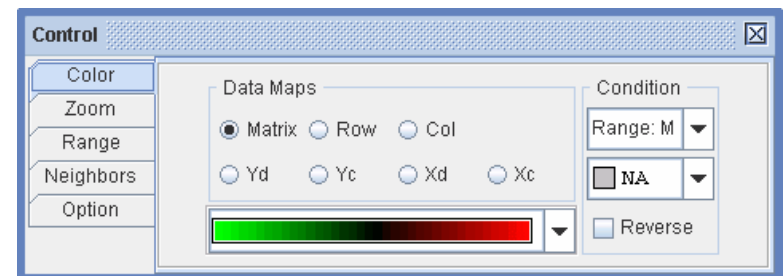 Control
Color
Zoom
Range
Neighbors
Option
Data Maps
Matrix Row Col
Yd Yc Xd Xc
Condition
Range: M
NA
Reverse